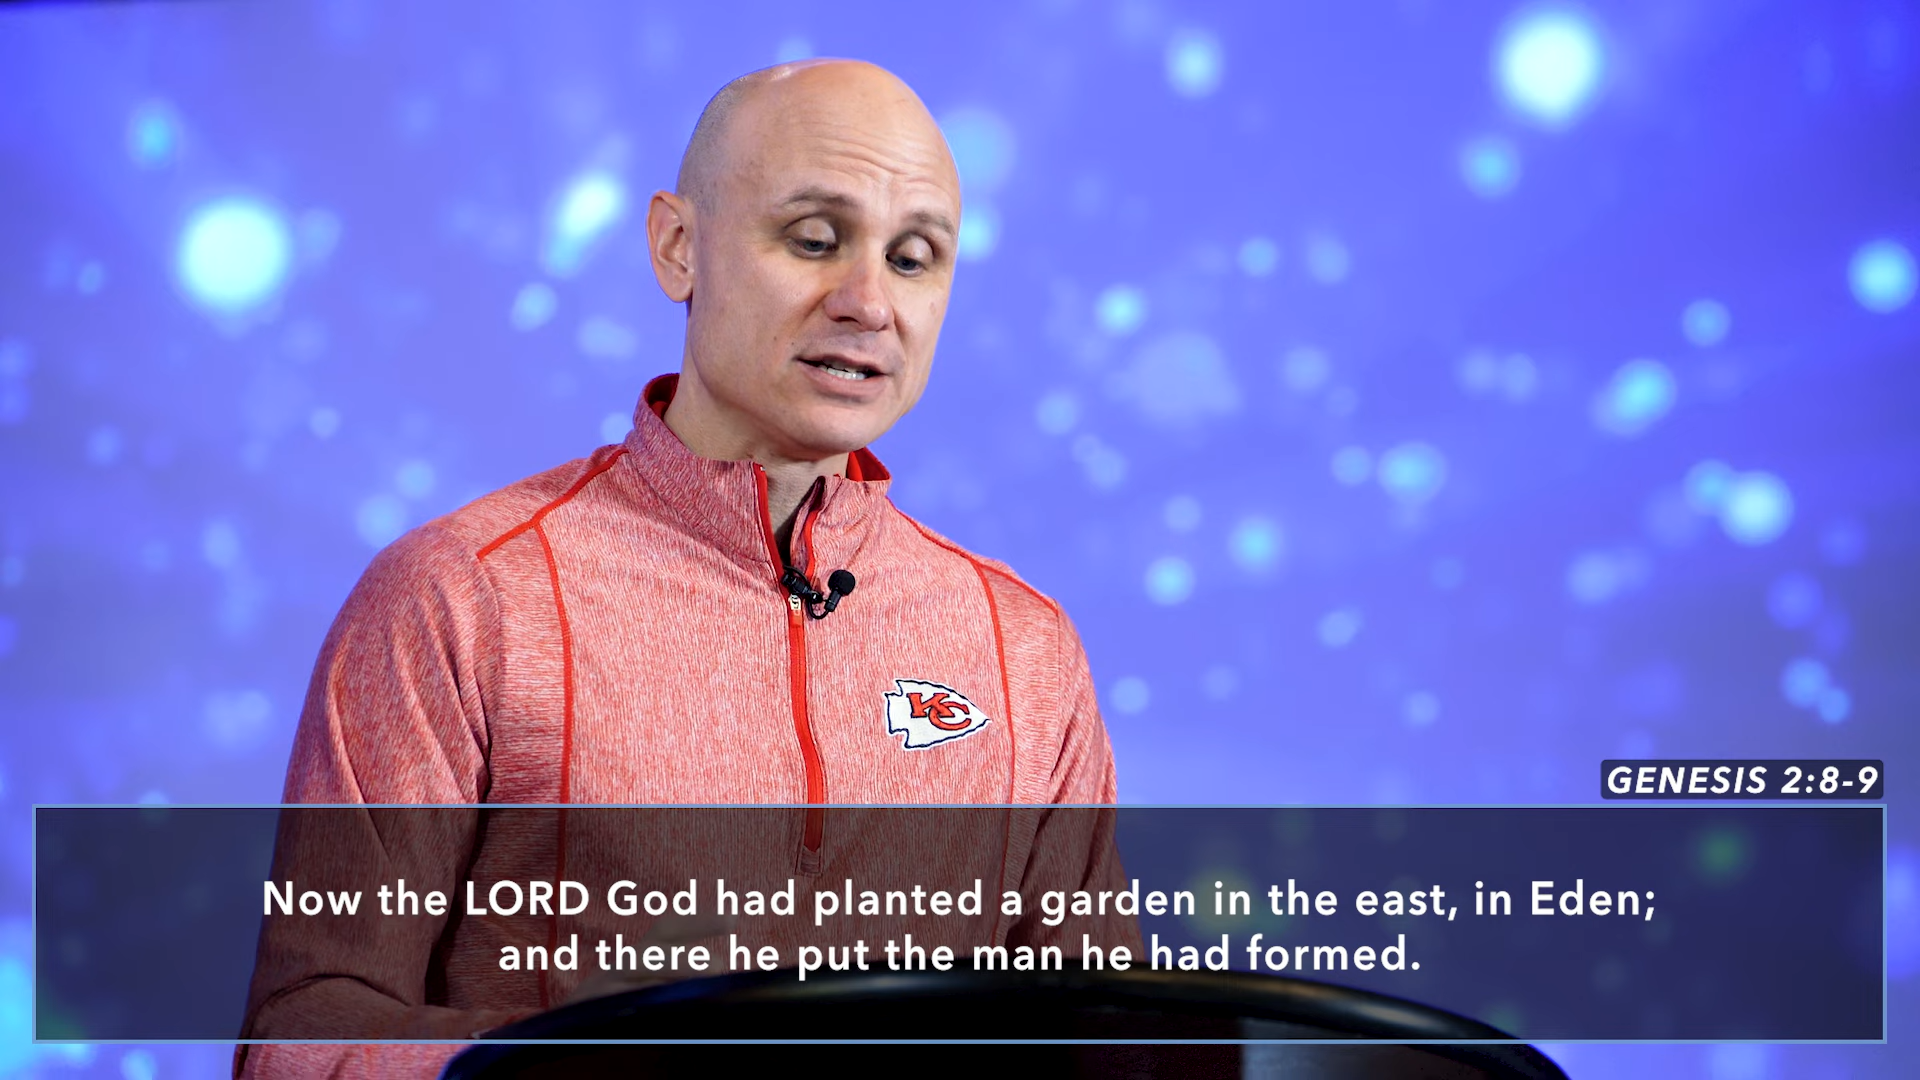 KC
GENESIS 2:8-9
Now the LORD God had planted a garden in the east, in Eden;
and there he put the man he had formed.